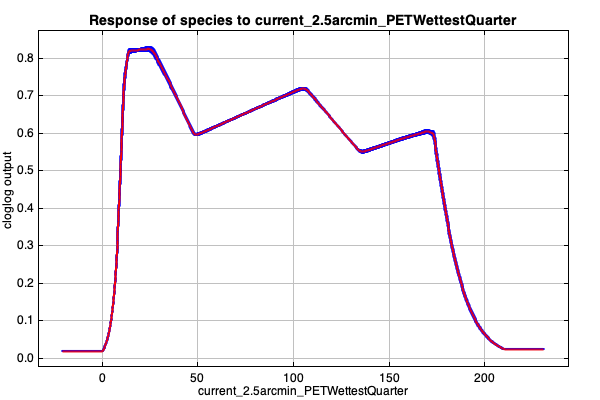 Response of species to current_2.5arcmin_PETWettestQuarter
cloglog output
0.8
0.7
0.6
0.5
0.4
0.3
0.2
0.1
0.0
0 50 100 150 200
current_2.5arcmin_PETWettestQuarter